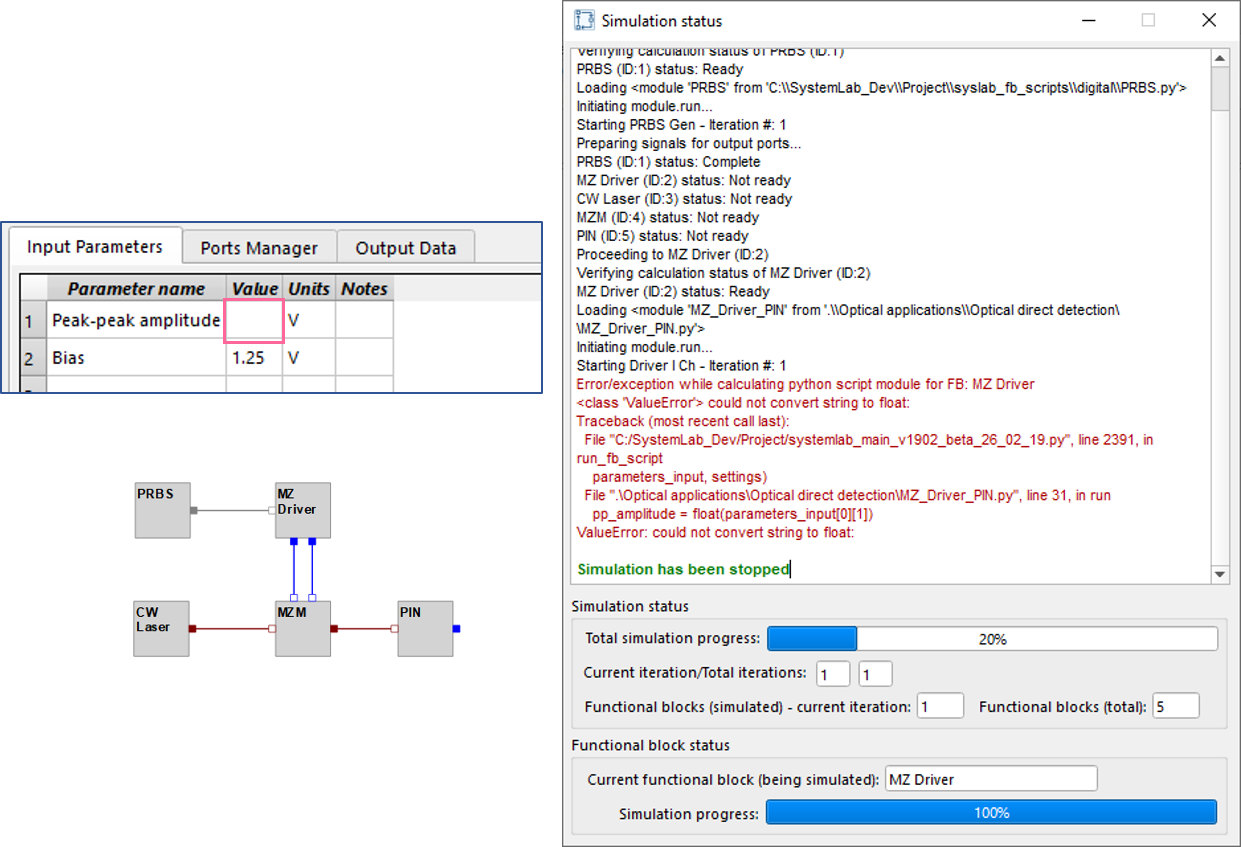 Input Parameters Ports Manager Output Data
Parameter name Value Units Notes
1 Peak-peak amplitude V
2 Bias 1.25 V
PRBS
MZ
Driver
CW
Laser
MZM
PIN
Simulation status
Verifying calculation status of PRBS (ID:1)
PRBS (ID:1) status: Ready
Loading <module 'PRBS' from 'C:\\SystemLab_Dev\\Project\\syslab_fb_scripts\\digital\\PRBS.py'>
Initiating module.run...
Starting PRBS Gen - Iteration #: 1
Preparing signals for output ports...
PRBS (ID:1) status: Complete
MZ Driver (ID:2) status: Not ready
CW Laser (ID:3) status: Not ready
MZM (ID:4) status: Not ready
PIN (ID:5) status: Not ready
Proceeding to MZ Driver (ID:2)
Verifying calculation status of MZ Driver (ID:2)
MZ Driver (ID:2) status: Ready
Loading <module 'MZ_Driver_PIN' from '.\\Optical applications\\Optical direct detection\
\MZ_Driver_PIN.py'>
Initiating module.run...
Starting Driver I Ch - Iteration #: 1
Error/exception while calculating python script module for FB: MZ Driver
<class 'ValueError'> could not convert string to float:
Traceback (most recent call last):
File "C:/SystemLab_Dev/Project/systemlab_main_v1902_beta_26_02_19.py", line 2391, in
run_fb_script
parameters_input, settings)
File ".\Optical applications\Optical direct detection\MZ_Driver_PIN.py", line 31, in run
pp_amplitude = float(parameters_input[0][1])
ValueError: could not convert string to float:
Simulation has been stopped
Simulation status
Total simulation progress: 20%
Current iteration/Total iterations: 1 1
Functional blocks (simulated) - current iteration: 1 Functional blocks (total): 5
Functional block status
Current functional block (being simulated): MZ Driver
Simulation progress: 100%